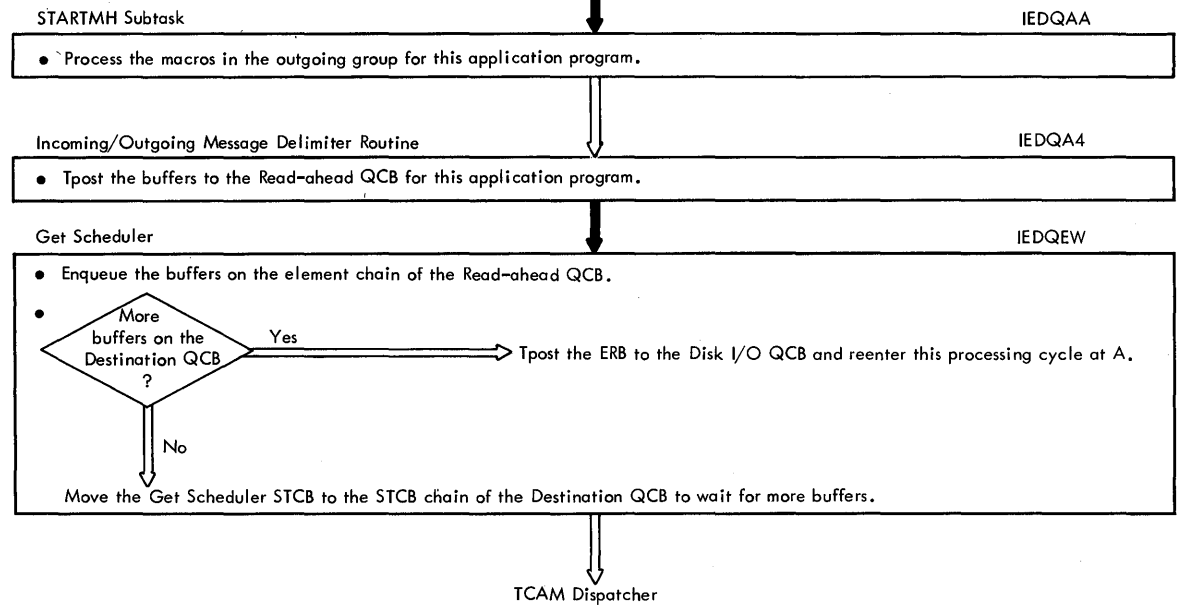 STARTMH Subtask IEDQAA
• Process the macros in the outgoing group for this application program.
Incoming/Outgoing Message Delimiter Routine IEDQA4
• Tpost the buffers to the Read-ahead QCB for this application program.
Get Scheduler IEDQEW
• Enqueue the buffers on the element chain of the Read-ahead QCB.
•
More
buffers on the
Destination QCB
?
Yes
Tpost the ERB to the Disk I/O QCB and reenter this processing cycle at A.
No
Move the Get Scheduler STCB to the STCB chain of the Destination QCB to wait for more buffers.
TCAM Dispatcher